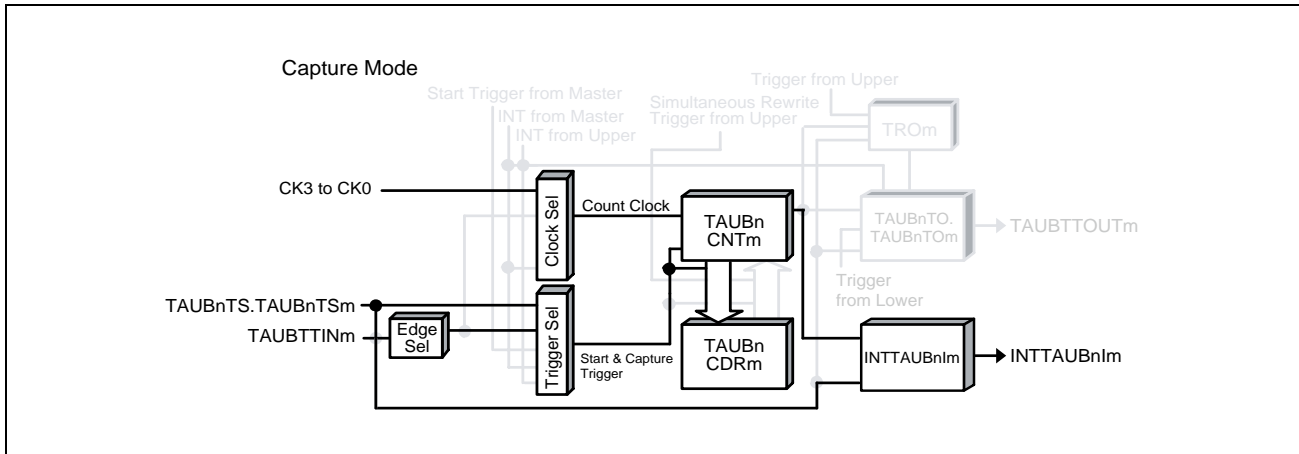 Capture Mode
Trigger from Upper
Start Trigger from Master
Simultaneous Rewrite
Trigger from Upper
INT from Master
INT from Upper
TROm
CK3 to CK0
Clock Sel
Count Clock
TAUBn
CNTm
TAUBnTO.
TAUBnTOm
TAUBTTOUTm
Trigger
from Lower
TAUBnTS.TAUBnTSm
TAUBTTINm
Edge
Sel
Trigger Sel
Start & Capture
Trigger
TAUBn
CDRm
INTTAUBnIm
INTTAUBnIm